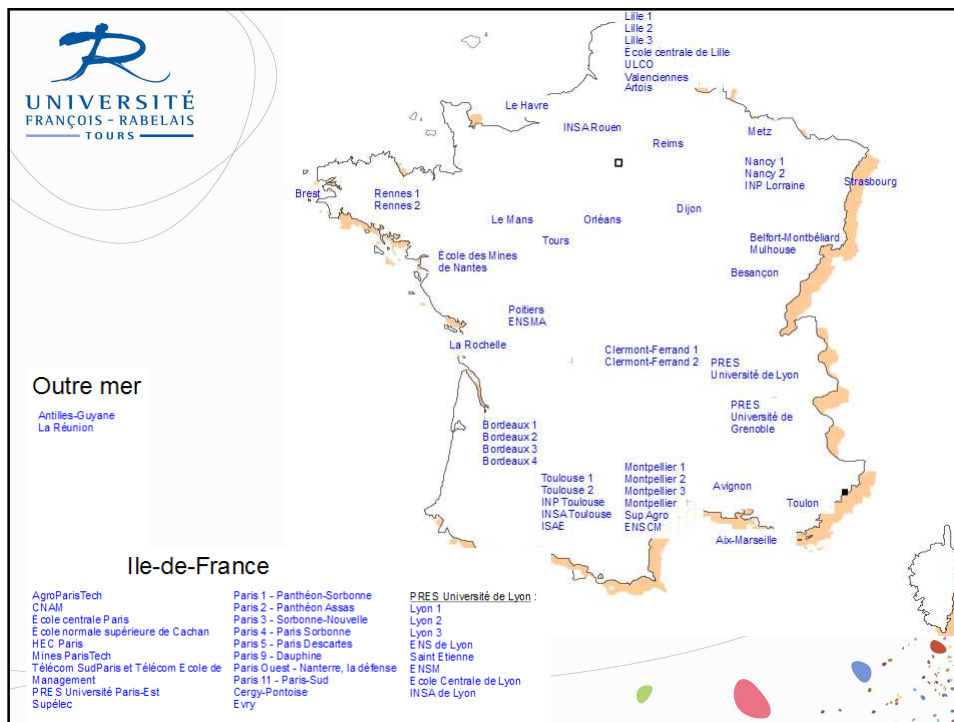 UNIVERSITÉ
FRANÇOIS - RABELAIS
TOURS
4
Lille 1
Lille 2
Lille 3
École centrale de Lille
ULCO
Valenciennes
Artois
Le Havre
INSA Rouen
Reims
Metz
Nancy 1
Nancy 2
INP Lorraine
Strasbourg
Brest
Rennes 1
Rennes 2
Le Mans
Orléans
Dijon
Tours
Belfort-Montbéliard
Mulhouse
École des Mines
de Nantes
Besançon
Poitiers
ENSMA
La Rochelle
Clermont-Ferrand 1
Clermont-Ferrand 2
PRES
Université de Lyon
PRES
Université de
Grenoble
Outre mer
Antilles-Guyane
La Réunion
Bordeaux 1
Bordeaux 2
Bordeaux 3
Bordeaux 4
Toulouse 1
Toulouse 2
INP Toulouse
INSA Toulouse
ISAE
Montpellier 1
Montpellier 2
Montpellier 3
Montpellier
Sup Agro
ENSCM
Avignon
Toulon
Aix-Marseille
Ile-de-France
AgroParisTech
CNAM
École centrale Paris
École normale supérieure de Cachan
HEC Paris
Mines ParisTech
Télécom SudParis et Télécom Ecole de
Management
PRES Université Paris-Est
Supélec
Paris 1 - Panthéon-Sorbonne
Paris 2 - Panthéon Assas
Paris 3 - Sorbonne-Nouvelle
Paris 4 - Paris Sorbonne
Paris 5 - Paris Descartes
Paris 9 - Dauphine
Paris Ouest - Nanterre, la défense
Paris 11 - Paris-Sud
Cergy-Pontoise
Evry
PRES Université de Lyon :
Lyon 1
Lyon 2
Lyon 3
ENS de Lyon
Saint Etienne
ENSM
Ecole Centrale de Lyon
INSA de Lyon